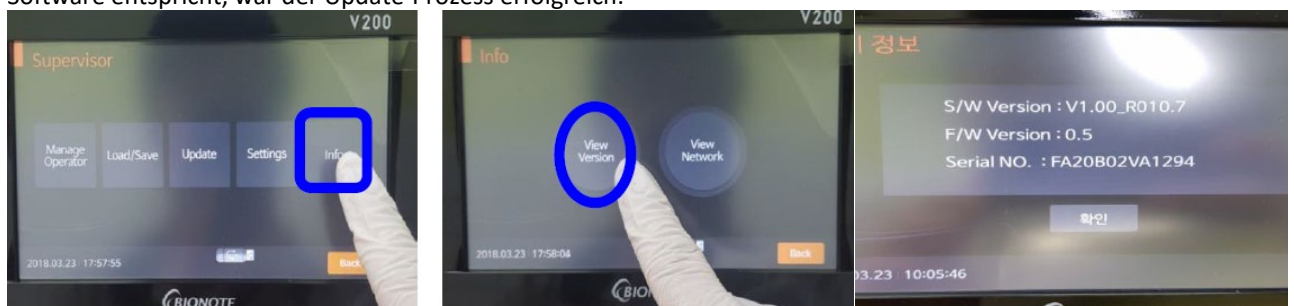 Software entspricht, war der Update-Prozess erfolgreich.
V200
Supervisor
Manage
Operator
Load/Save
Update
Settings
Info
2018.03.23 17:57:55
Back
BIONOTE
V200
Info
View
Version
View
Network
2018.03.23 17:58:04
Back
정보
S/W Version : V1.00_R010.7
F/W Version : 0.5
Serial NO. : FA20B02VA1294
확인
03.23 10:05:46